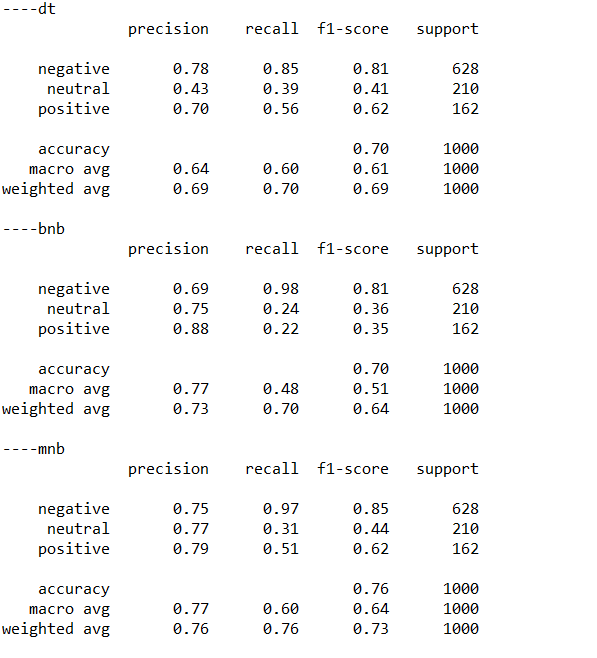 ----dt
precision recall f1-score support
negative 0.78 0.85 0.81 628
neutral 0.43 0.39 0.41 210
positive 0.70 0.56 0.62 162
accuracy 0.70 1000
macro avg 0.64 0.60 0.61 1000
weighted avg 0.69 0.70 0.69 1000
----bnb
precision recall f1-score support
negative 0.69 0.98 0.81 628
neutral 0.75 0.24 0.36 210
positive 0.88 0.22 0.35 162
accuracy 0.70 1000
macro avg 0.77 0.48 0.51 1000
weighted avg 0.73 0.70 0.64 1000
----mnb
precision recall f1-score support
negative 0.75 0.97 0.85 628
neutral 0.77 0.31 0.44 210
positive 0.79 0.51 0.62 162
accuracy 0.76 1000
macro avg 0.77 0.60 0.64 1000
weighted avg 0.76 0.76 0.73 1000